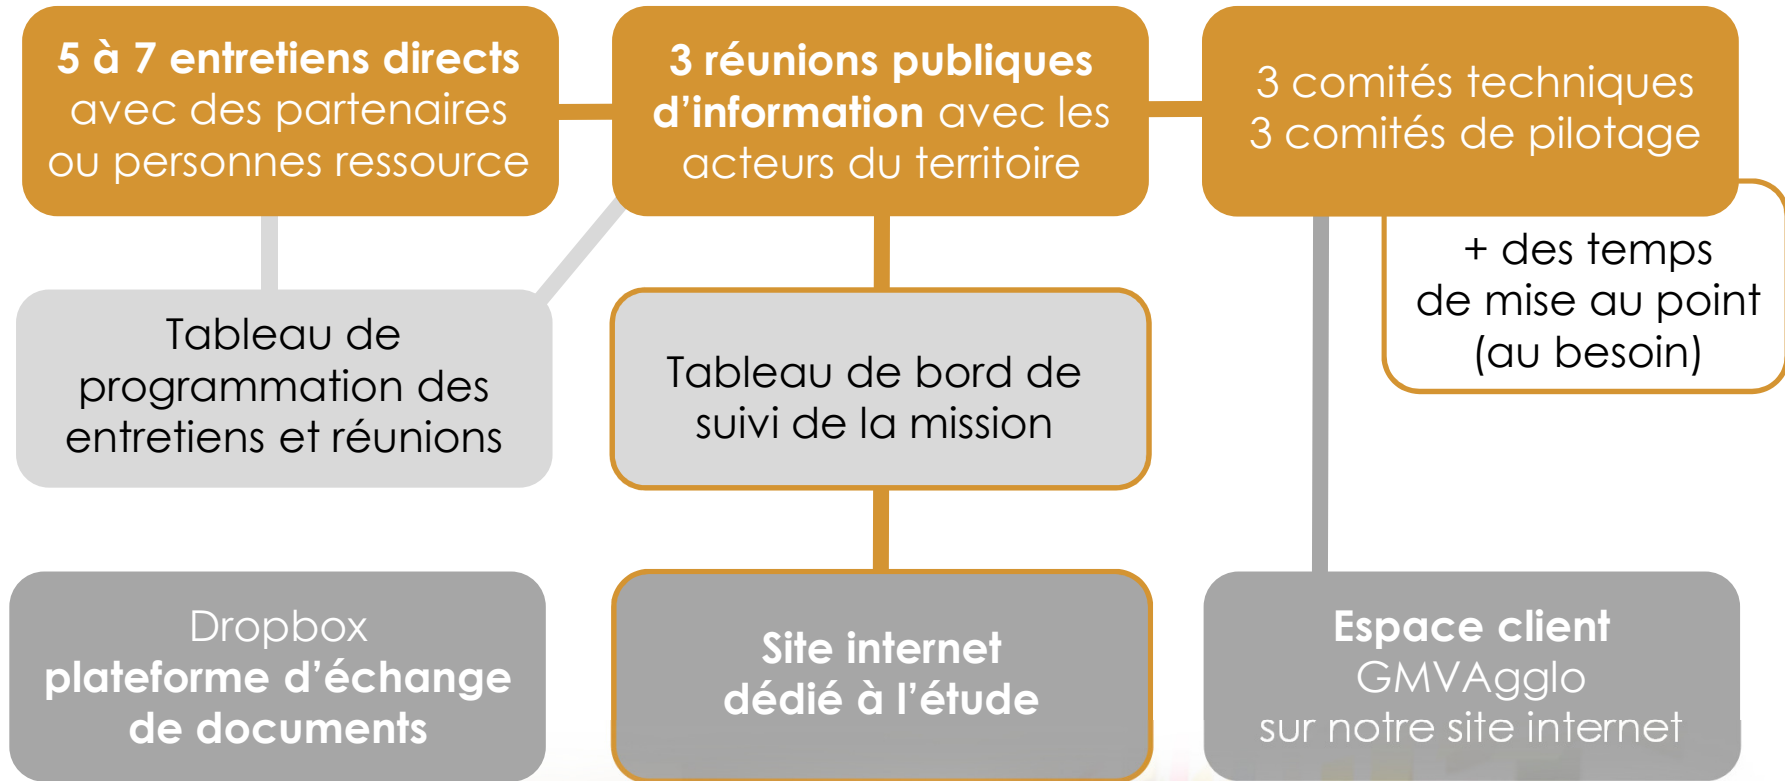 5 à 7 entretiens directs
avec des partenaires
ou personnes ressource
3 réunions publiques
d’information avec les
acteurs du territoire
3 comités techniques
3 comités de pilotage
+ des temps
de mise au point
(au besoin)
Tableau de
programmation des
entretiens et réunions
Tableau de bord de
suivi de la mission
Dropbox
plateforme d’échange
de documents
Site internet
dédié à l’étude
Espace client
GMVAgglo
sur notre site internet